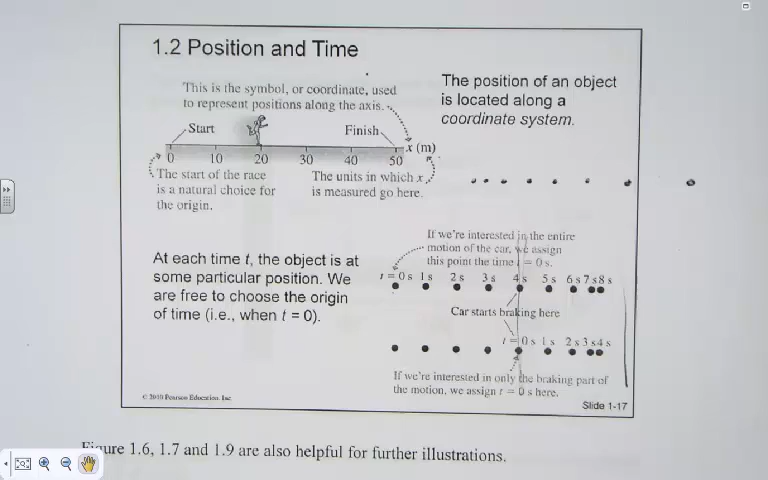 1.2 Position and Time
This is the symbol, or coordinate, used
to represent positions along the axis.
The position of an object
is located along a
coordinate system.
Start
Finish
x (m)
0 10 20 30 40 50
The start of the race
is a natural choice for
the origin.
The units in which x
is measured go here.
If we're interested in the entire
motion of the car, we assign
this point the time t = 0 s.
At each time t, the object is at
some particular position. We
are free to choose the origin
of time (i.e., when t = 0).
t = 0 s 1 s 2 s 3 s 4 s 5 s 6 s 7 s 8 s
Car starts braking here
t = 0 s 1 s 2 s 3 s 4 s
If we're interested in only the braking part of
the motion, we assign t = 0 s here.
© 2010 Pearson Education, Inc.
Slide 1-17
Figure 1.6, 1.7 and 1.9 are also helpful for further illustrations.